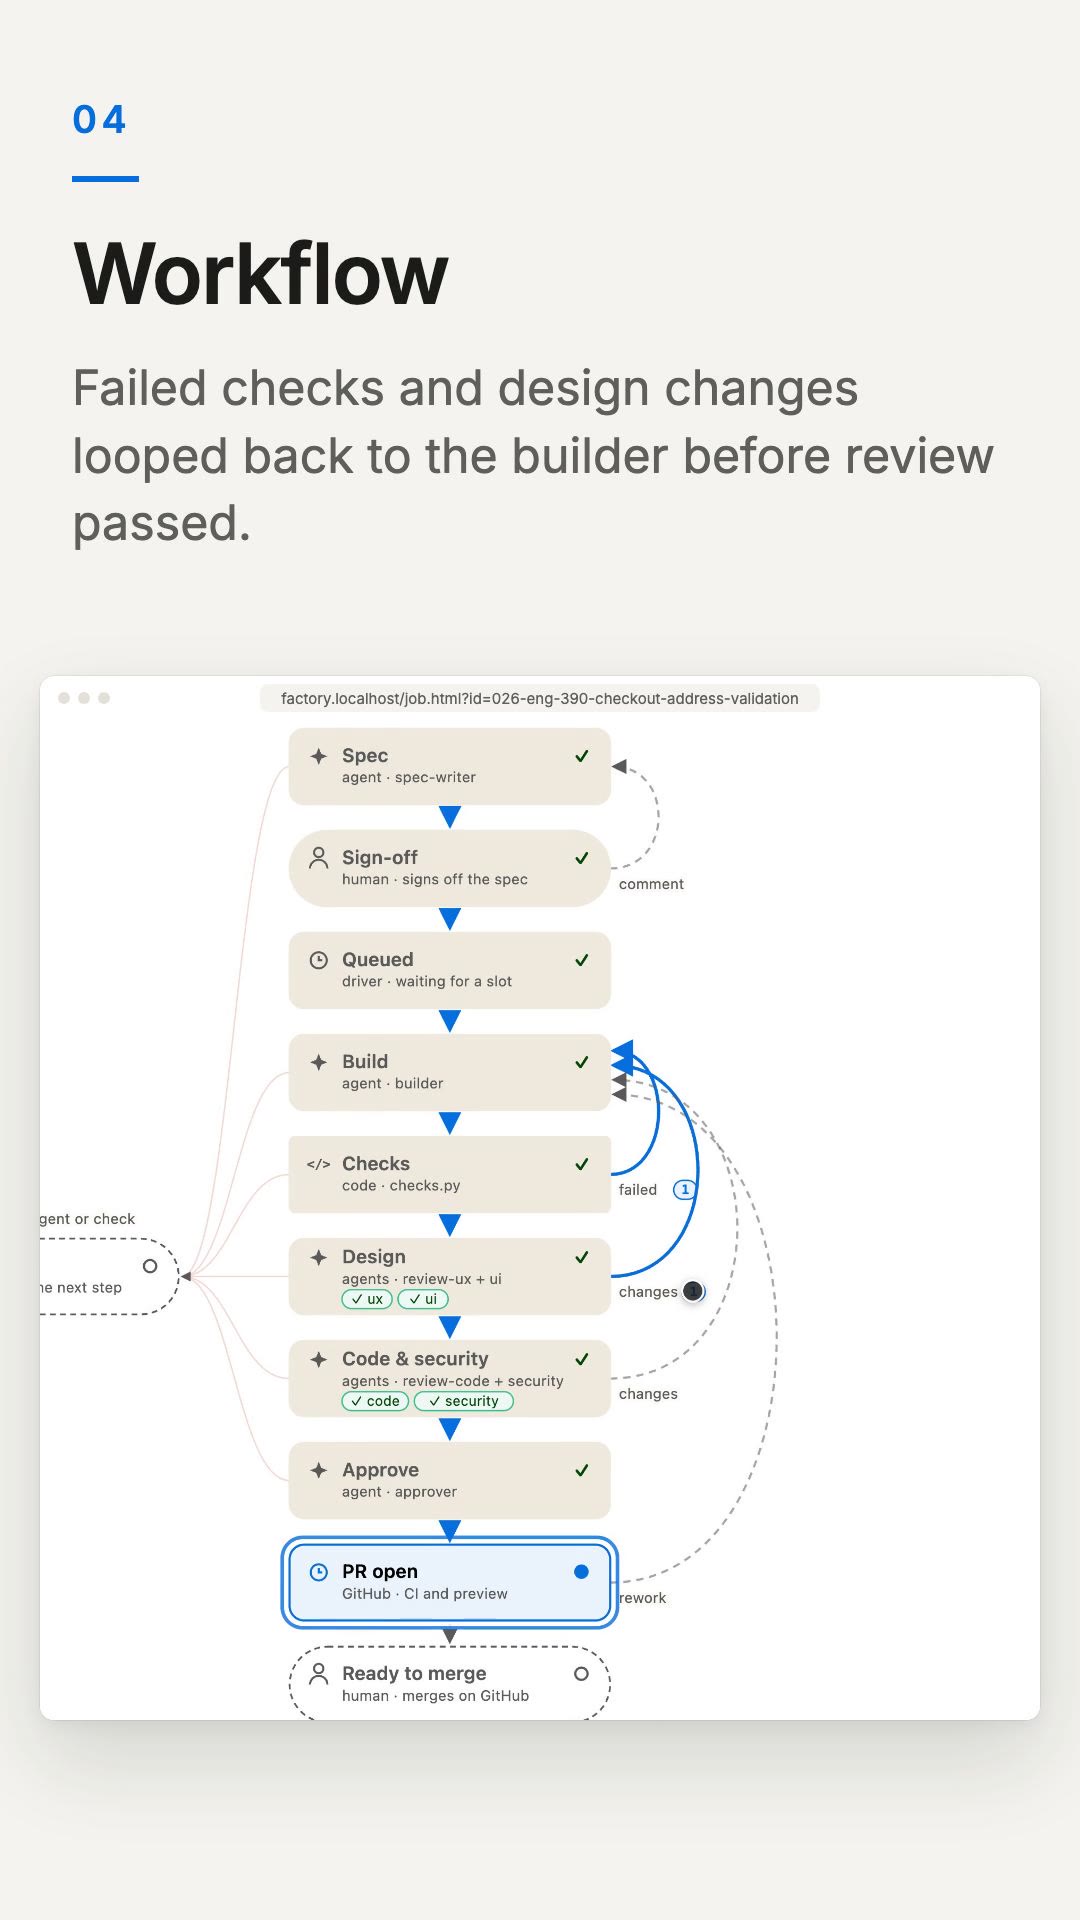 04
Workflow
Failed checks and design changes
looped back to the builder before review
passed.
factory.localhost/job.html?id=026-eng-390-checkout-address-validation
Spec
agent · spec-writer
Sign-off
human · signs off the spec
comment
Queued
driver · waiting for a slot
Build
agent · builder
</> Checks
code · checks.py
failed 1
gent or check
next step
Design
agents · review-ux + ui
ux ui
changes 1
Code & security
agents · review-code + security
code security
changes
Approve
agent · approver
PR open
GitHub · CI and preview
rework
Ready to merge
human · merges on GitHub